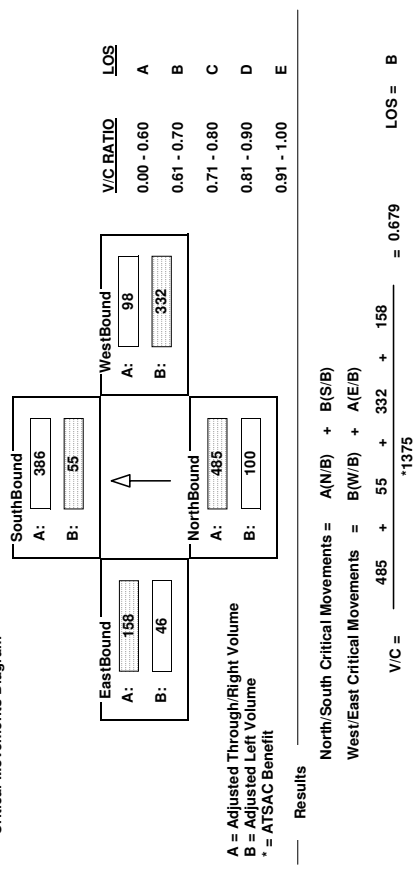 SouthBound
A: 386
B: 55
EastBound
A: 158
B: 46
WestBound
A: 98
B: 332
NorthBound
A: 485
B: 100
V/C RATIO LOS
0.00 - 0.60 A
0.61 - 0.70 B
0.71 - 0.80 C
0.81 - 0.90 D
0.91 - 1.00 E
A = Adjusted Through/Right Volume
B = Adjusted Left Volume
* = ATSAC Benefit
Results
North/South Critical Movements = A(N/B) + B(S/B)
West/East Critical Movements = B(W/B) + A(E/B)
V/C = 485 + 55 + 332 + 158 = 0.679 LOS = B
*1375